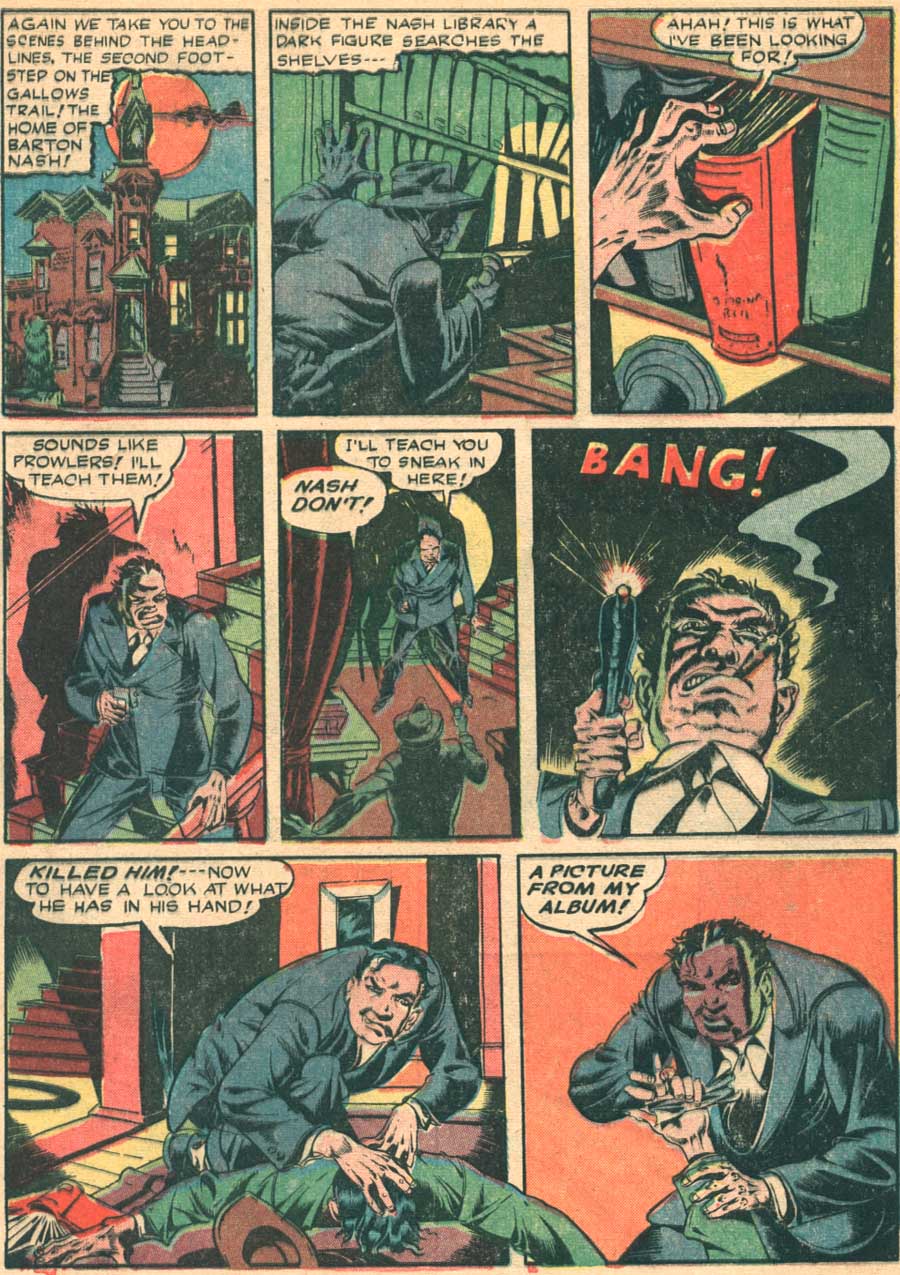 AGAIN WE TAKE YOU TO THE
SCENES BEHIND THE HEAD-
LINES, THE SECOND FOOT-
STEP ON THE
GALLOWS
TRAIL! THE
HOME OF
BARTON
NASH!
INSIDE THE NASH LIBRARY A
DARK FIGURE SEARCHES THE
SHELVES---
AHAH! THIS IS WHAT
I'VE BEEN LOOKING
FOR!
SOUNDS LIKE
PROWLERS! I'LL
TEACH THEM!
I'LL TEACH YOU
TO SNEAK IN
HERE!
NASH
DON'T!
BANG!
KILLED HIM!---NOW
TO HAVE A LOOK AT WHAT
HE HAS IN HIS HAND!
A PICTURE
FROM MY
ALBUM!